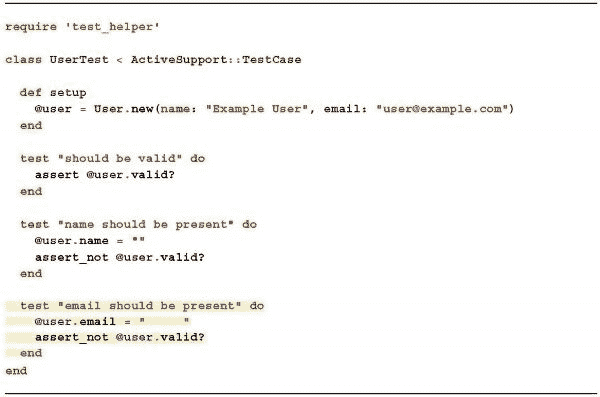 require 'test_helper'
class UserTest < ActiveSupport::TestCase
def setup
@user = User.new(name: "Example User", email: "user@example.com")
end
test "should be valid" do
assert @user.valid?
end
test "name should be present" do
@user.name = ""
assert_not @user.valid?
end
test "email should be present" do
@user.email = "     "
assert_not @user.valid?
end
end